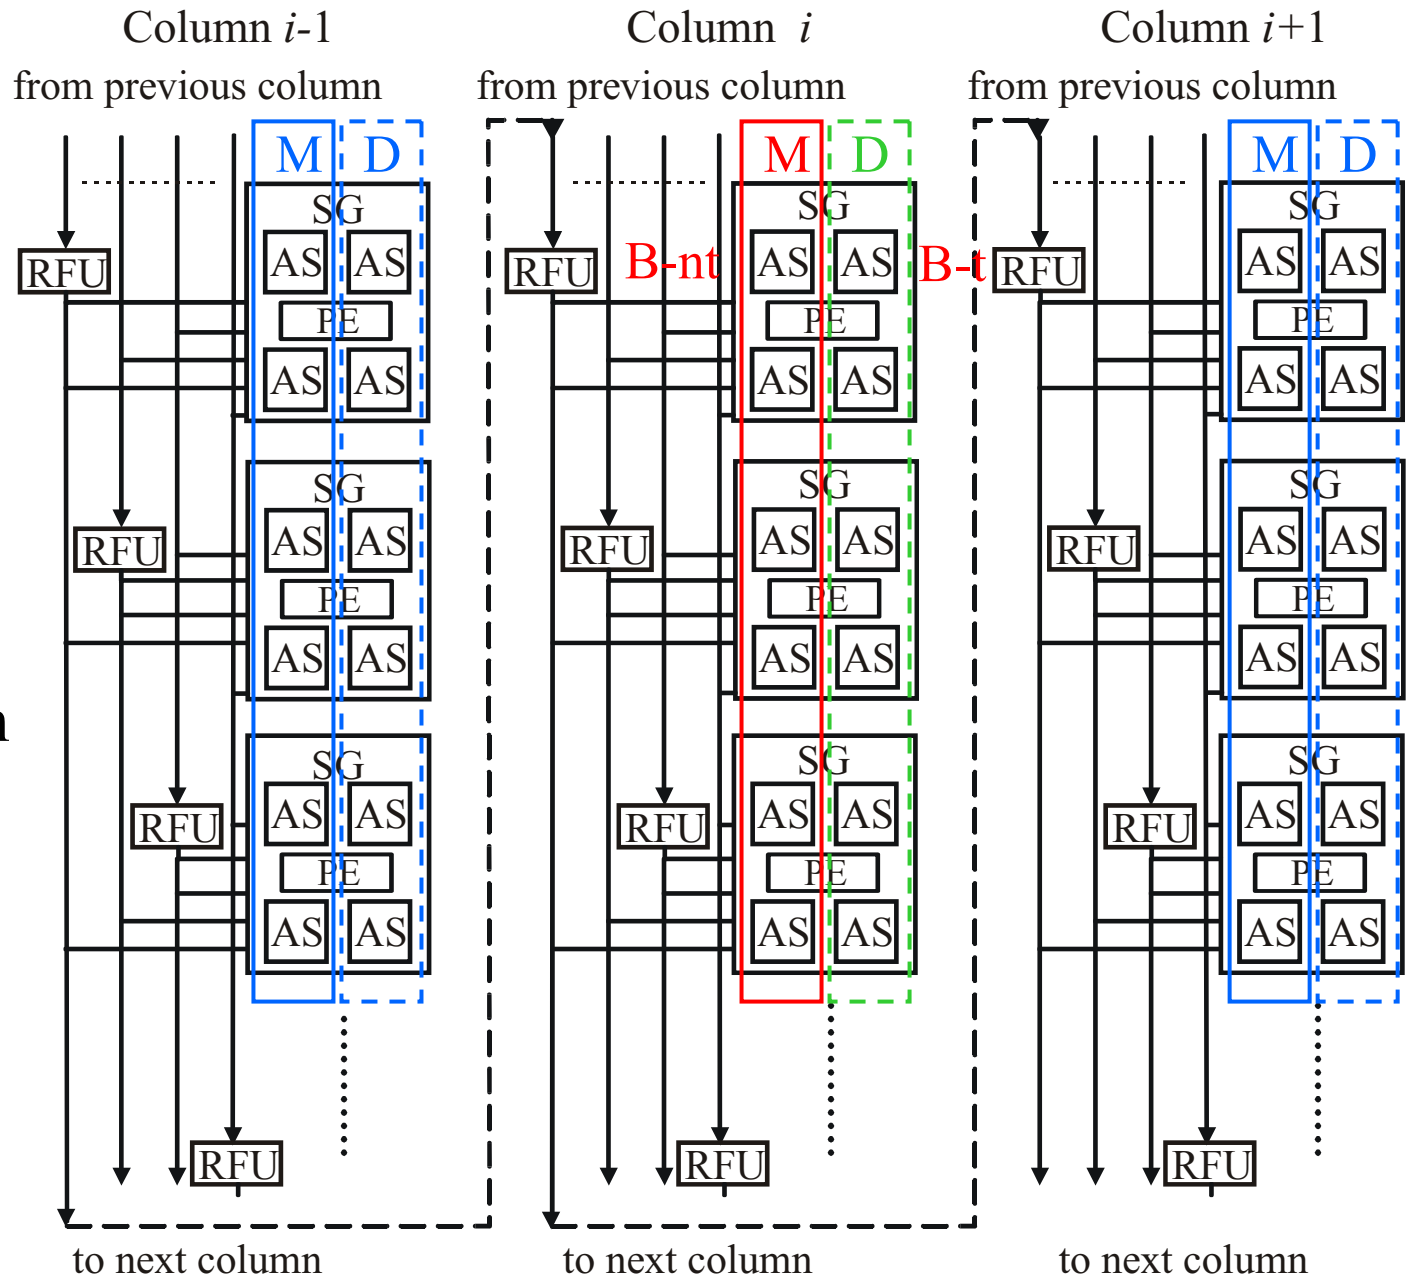 Column i-1
Column i
Column i+1
from previous column
from previous column
from previous column
M D
M D
M D
SG
SG
SG
RFU
AS AS
RFU
B-nt
AS AS
B-t
RFU
AS AS
PE
PE
PE
AS AS
AS AS
AS AS
SG
SG
SG
RFU
AS AS
RFU
AS AS
RFU
AS AS
PE
PE
PE
AS AS
AS AS
AS AS
n
SG
SG
SG
RFU
AS AS
RFU
AS AS
RFU
AS AS
PE
PE
PE
AS AS
AS AS
AS AS
RFU
RFU
RFU
to next column
to next column
to next column